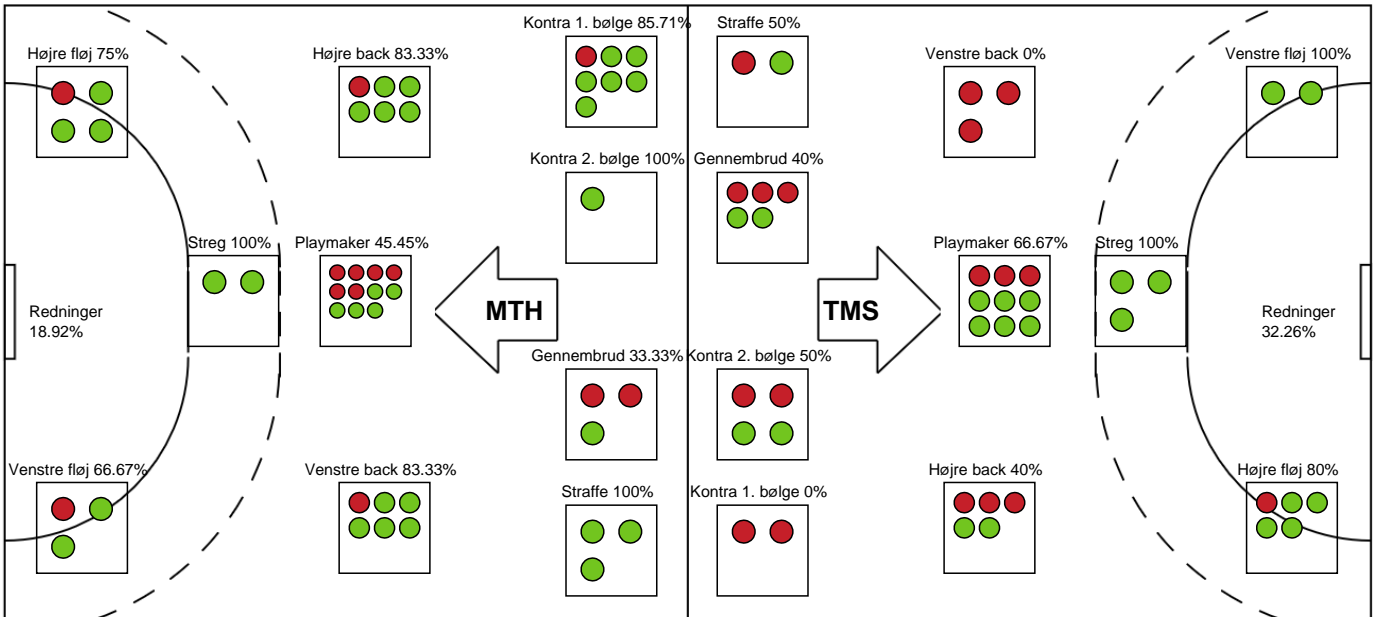 Kontra 1. bølge 85.71%
Straffe 50%
Højre fløj 75%
Højre back 83.33%
Venstre back 0%
Venstre fløj 100%
Kontra 2. bølge 100%
Gennembrud 40%
Streg 100%
Playmaker 45.45%
Playmaker 66.67%
Streg 100%
Redninger
18.92%
MTH
TMS
Redninger
32.26%
Gennembrud 33.33%
Kontra 2. bølge 50%
Venstre fløj 66.67%
Venstre back 83.33%
Højre back 40%
Højre fløj 80%
Straffe 100%
Kontra 1. bølge 0%